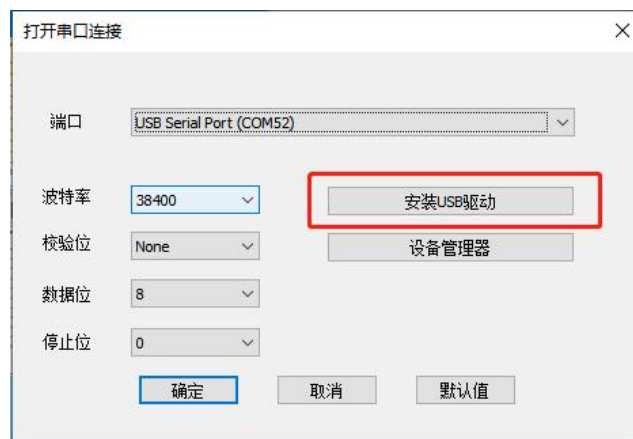 打开串口连接
端口 USB Serial Port (COM52)
波特率 38400 安装USB驱动
校验位 None 设备管理器
数据位 8
停止位 0
确定 取消 默认值